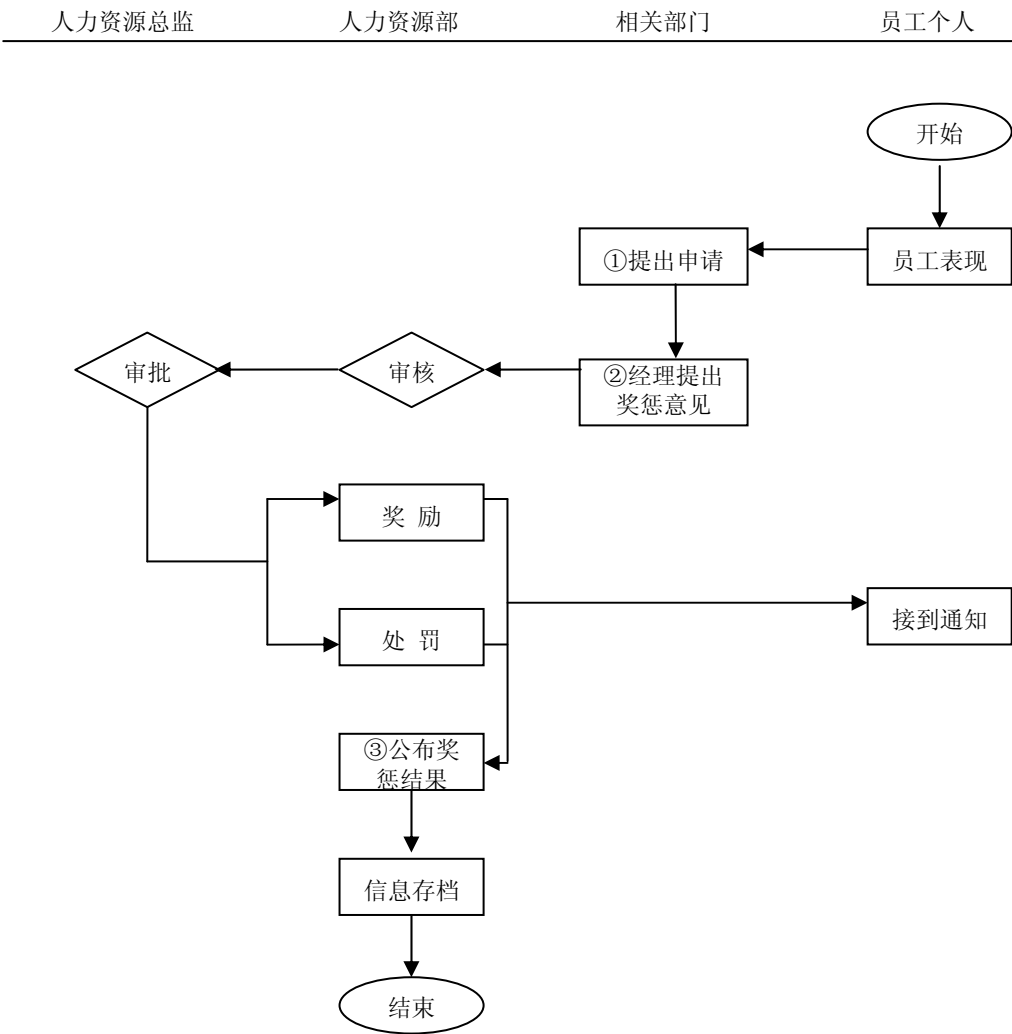 人力资源总监 人力资源部 相关部门 员工个人
开始
①提出申请 员工表现
审批 审核 ②经理提出
奖惩意见
奖 励
接到通知
处 罚
③公布奖
惩结果
信息存档
结束